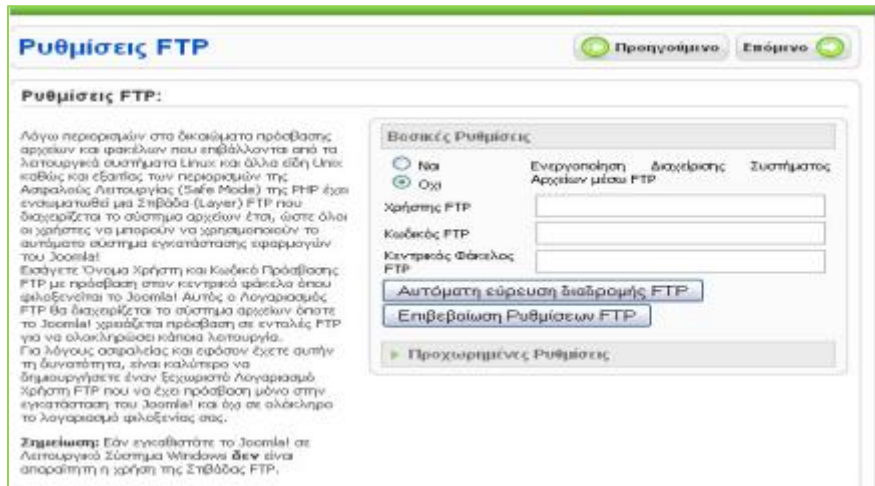 Ρυθμίσεις FTP
Προηγούμενο
Επόμενο
Ρυθμίσεις FTP:
Λόγω περιορισμών στα δικαιώματα πρόσβασης
αρχείων και φακέλων που επιβάλλονται από τα
λειτουργικά συστήματα Linux και άλλα είδη Unix
καθώς και εξαιτίας των περιορισμών της
Ασφαλούς Λειτουργίας (Safe Mode) της PHP έχει
ενσωματωθεί μια Στιβάδα (Layer) FTP που
διαχειρίζεται το σύστημα αρχείων έτσι, ώστε όλοι
οι χρήστες να μπορούν να χρησιμοποιούν το
αυτόματο σύστημα εγκατάστασης εφαρμογών
του Joomla!
Εισάγετε Όνομα Χρήστη και Κωδικό Πρόσβασης
FTP με πρόσβαση στον κεντρικό φάκελο όπου
φιλοξενείται το Joomla! Αυτός ο Λογαριασμός
FTP θα διαχειρίζεται το σύστημα αρχείων όποτε
το Joomla! χρειάζεται πρόσβαση σε εντολές FTP
για να ολοκληρώσει κάποια λειτουργία.
Για λόγους ασφαλείας και εφόσον έχετε αυτήν
τη δυνατότητα, είναι καλύτερο να
δημιουργήσετε έναν ξεχωριστό Λογαριασμό
Χρήστη FTP που να έχει πρόσβαση μόνο στην
εγκατάσταση του Joomla! και όχι σε ολόκληρο
το λογαριασμό φιλοξενίας σας.
Σημείωση: Εάν εγκαθιστάτε το Joomla! σε
Λειτουργικό Σύστημα Windows δεν είναι
απαραίτητη η χρήση της Στιβάδας FTP.
Βασικές Ρυθμίσεις
Ναι
Όχι
Ενεργοποίηση Διαχείρισης Συστήματος
Αρχείων μέσω FTP
Χρήστης FTP
Κωδικός FTP
Κεντρικός Φάκελος
FTP
Αυτόματη εύρευση διαδρομής FTP
Επιβεβαίωση Ρυθμίσεων FTP
Προχωρημένες Ρυθμίσεις